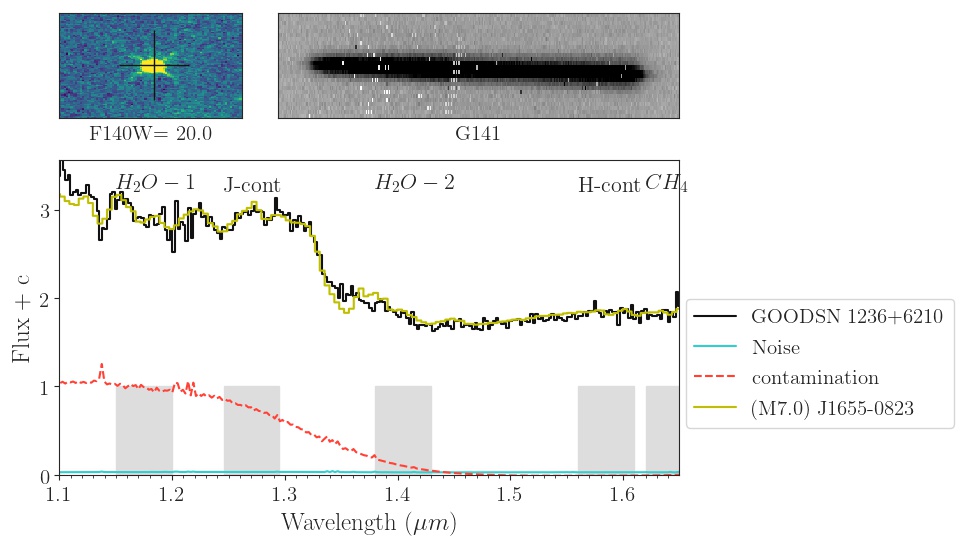 F140W= 20.0
G141
H₂O − 1
J-cont
H₂O − 2
H-cont
CH₄
Flux + c
3
2
1
0
1.1
1.2
1.3
1.4
1.5
1.6
Wavelength (μm)
GOODSN 1236+6210
Noise
contamination
(M7.0) J1655-0823